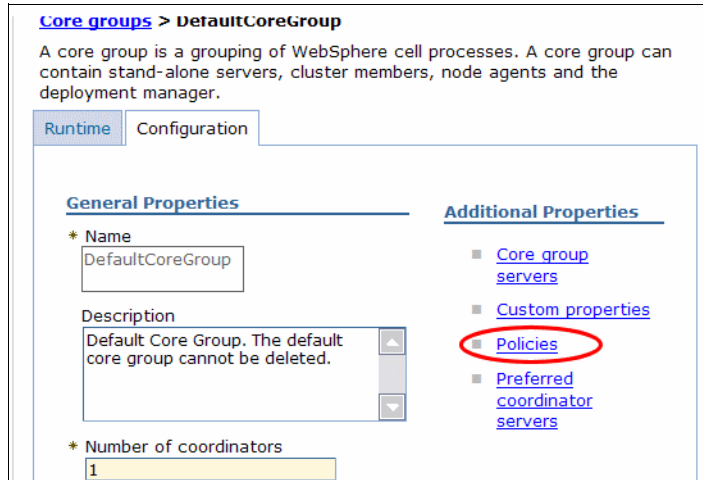 Core groups > DefaultCoreGroup
A core group is a grouping of WebSphere cell processes. A core group can
contain stand-alone servers, cluster members, node agents and the
deployment manager.
Runtime
Configuration
General Properties
* Name
DefaultCoreGroup
Description
Default Core Group. The default
core group cannot be deleted.
* Number of coordinators
1
Additional Properties
Core group
servers
Custom properties
Policies
Preferred
coordinator
servers